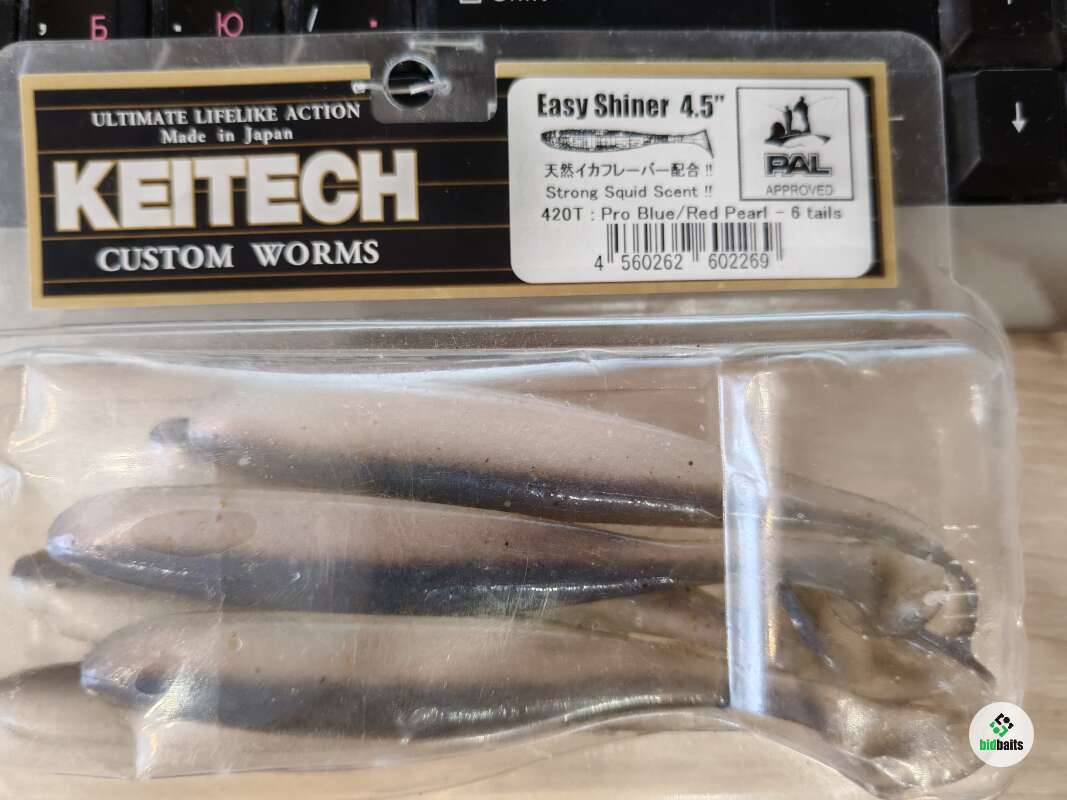 Б
Ю
ULTIMATE LIFELIKE ACTION
Made in Japan
KEITECH
CUSTOM WORMS
Easy Shiner 4.5"
天然イカフレーバー配合 !!
Strong Squid Scent !!
420T : Pro Blue/Red Pearl - 6 tails
4 560262 602269
PAL
APPROVED
bidbaits